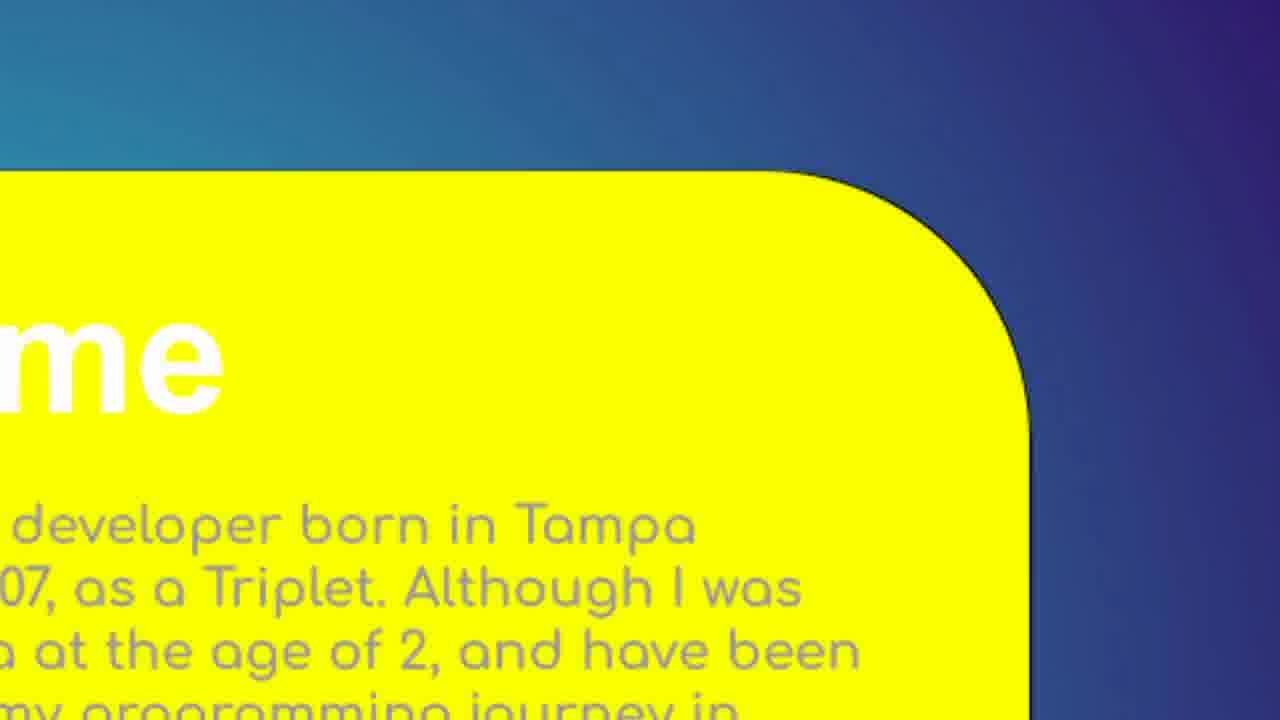 me
developer born in Tampa
07, as a Triplet. Although I was
a at the age of 2, and have been
my programming journey in